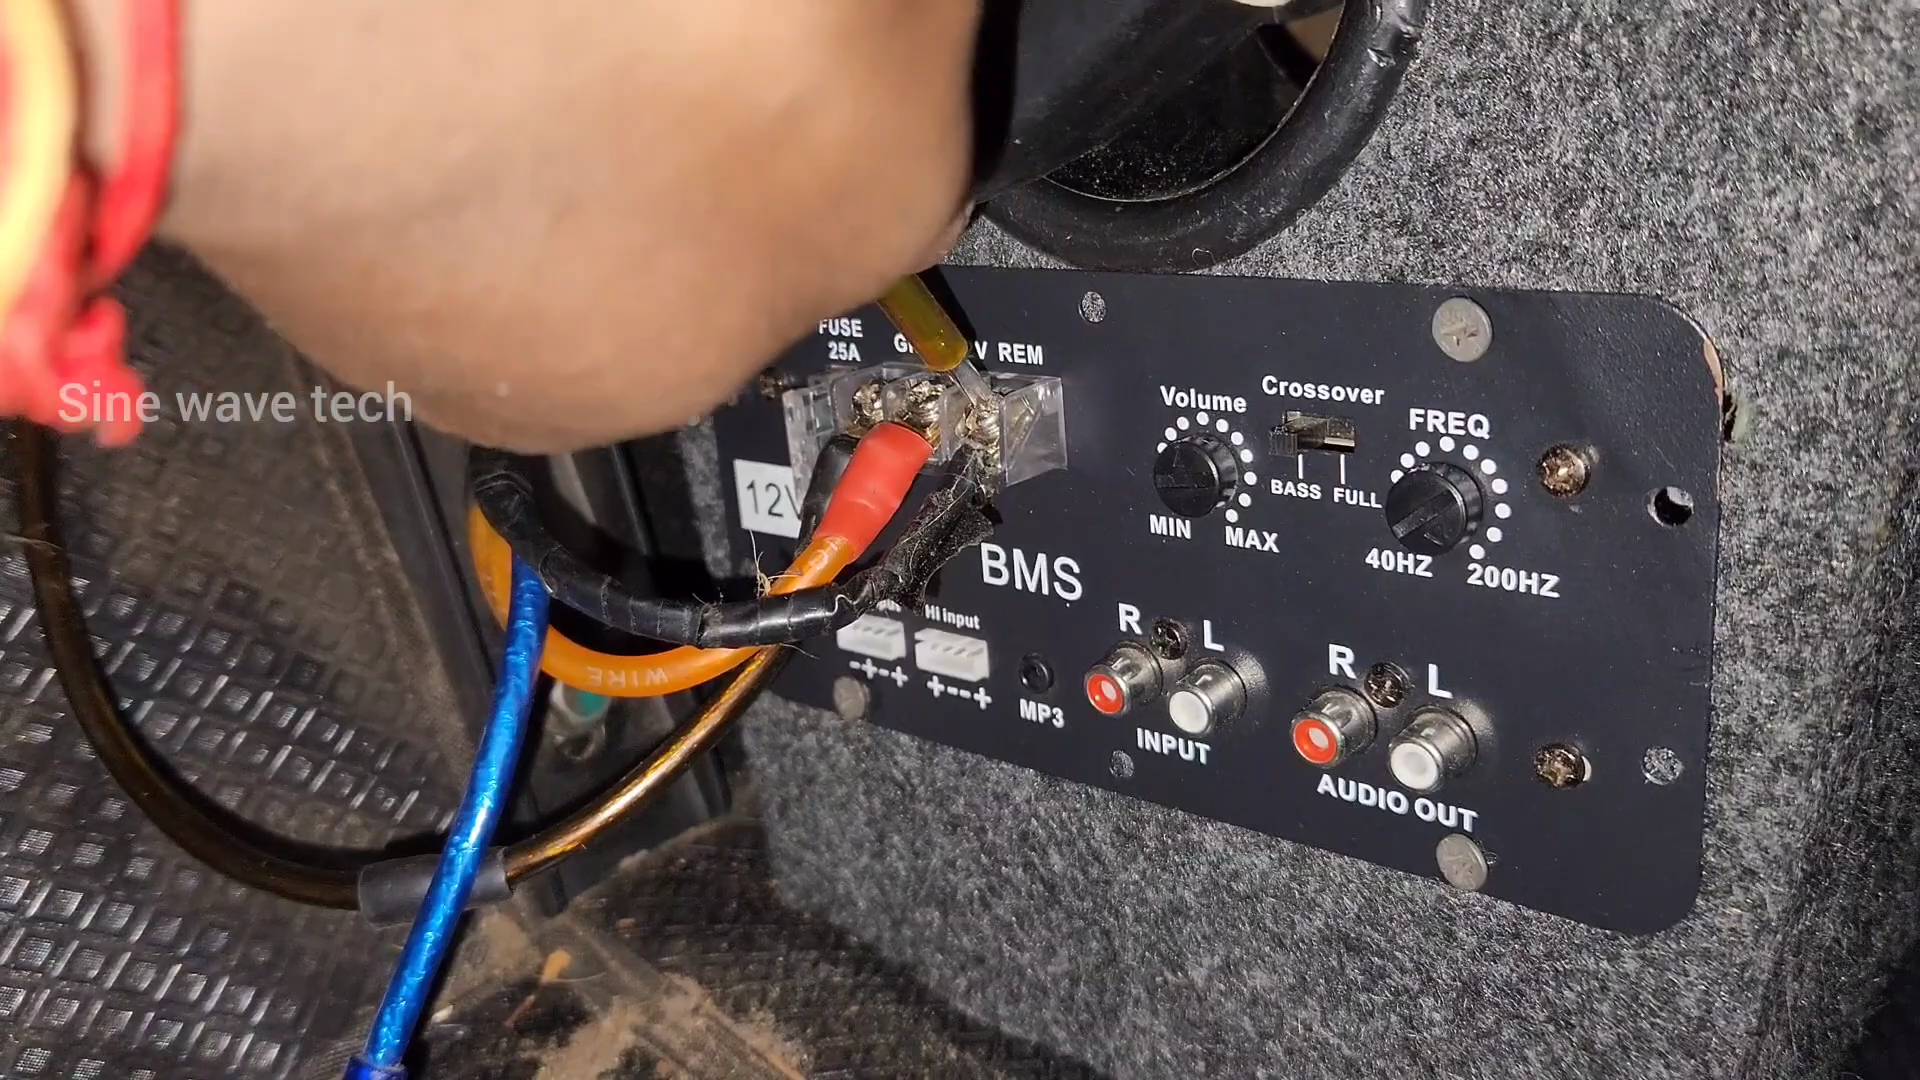 Sine wave tech
FUSE
25A
REM
12V
BMS
Volume
MIN
MAX
Crossover
BASS
FULL
FREQ
40HZ
200HZ
Hi input
-+-+
+--+
MP3
R
L
INPUT
R
L
AUDIO OUT
WIRE